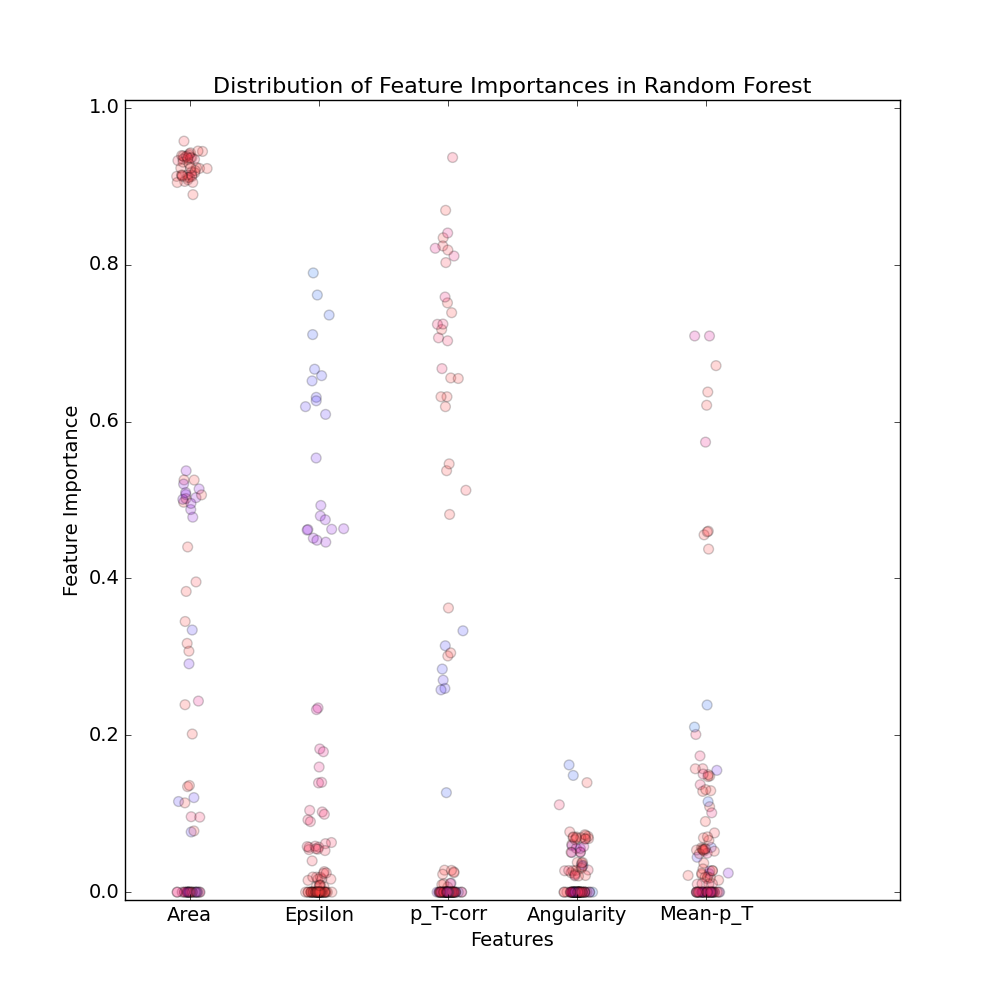 Distribution of Feature Importances in Random Forest
1.0
0.8
0.6
0.4
0.2
0.0
Feature Importance
Area Epsilon p_T-corr Angularity Mean-p_T
Features